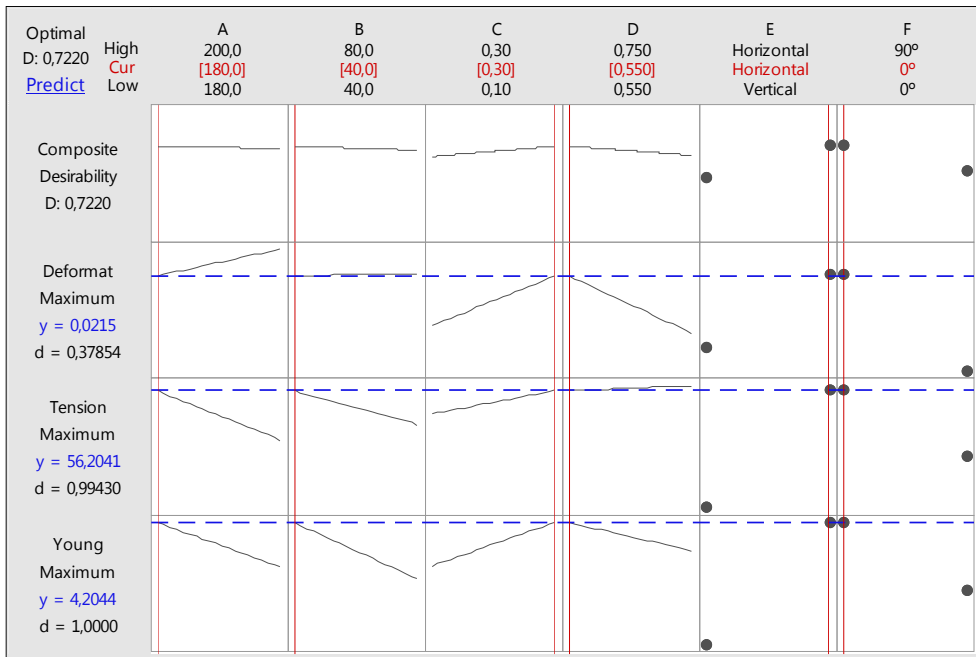 Optimal
D: 0,7220
Predict
High
Cur
Low
A
200,0
[180,0]
180,0
B
80,0
[40,0]
40,0
C
0,30
[0,30]
0,10
D
0,750
[0,550]
0,550
E
Horizontal
Horizontal
Vertical
F
90º
0º
0º
Composite
Desirability
D: 0,7220
Deformat
Maximum
y = 0,0215
d = 0,37854
Tension
Maximum
y = 56,2041
d = 0,99430
Young
Maximum
y = 4,2044
d = 1,0000